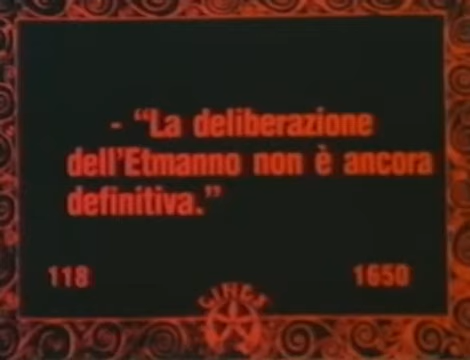 - “La deliberazione
dell'Etmanno non è ancora
definitiva.”
118 1650
CINES